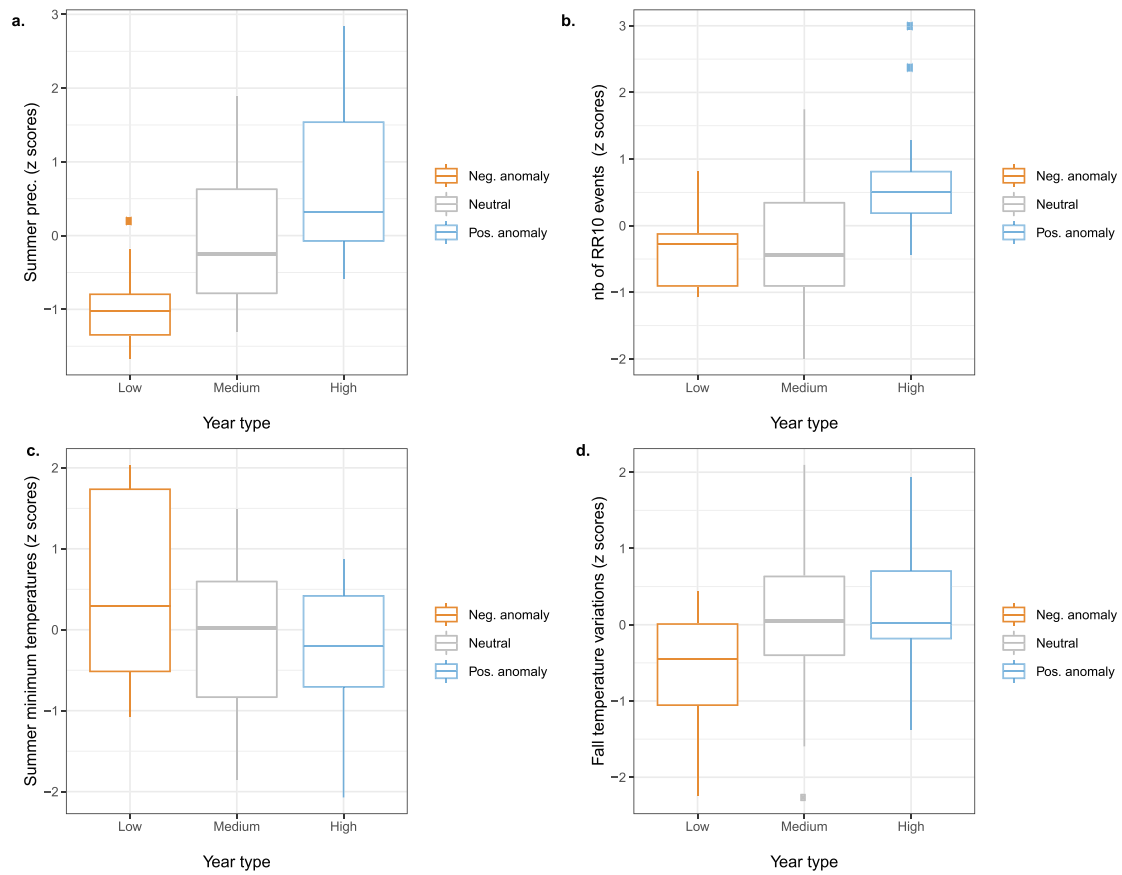 a.
Summer prec. (z scores)
3
2
1
0
−1
Low Medium High
Year type
Neg. anomaly
Neutral
Pos. anomaly
b.
nb of RR10 events (z scores)
3
2
1
0
−1
−2
Low Medium High
Year type
Neg. anomaly
Neutral
Pos. anomaly
c.
Summer minimum temperatures (z scores)
2
1
0
−1
−2
Low Medium High
Year type
Neg. anomaly
Neutral
Pos. anomaly
d.
Fall temperature variations (z scores)
2
1
0
−1
−2
Low Medium High
Year type
Neg. anomaly
Neutral
Pos. anomaly